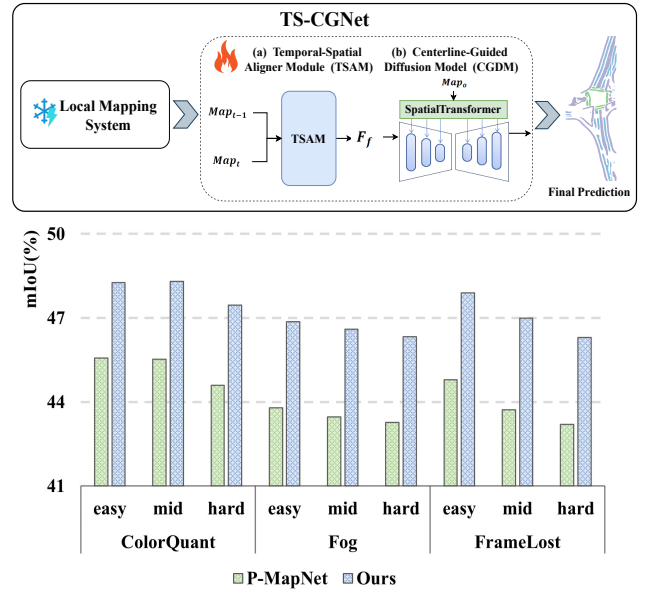 TS-CGNet
(a) Temporal-Spatial
Aligner Module (TSAM)
(b) Centerline-Guided
Diffusion Model (CGDM)
Local Mapping
System
Map_{t-1}
Map_t
TSAM
F_f
Map_o
SpatialTransformer
Final Prediction
mIoU(%)
50
47
44
41
easy mid hard easy mid hard easy mid hard
ColorQuant Fog FrameLost
P-MapNet Ours